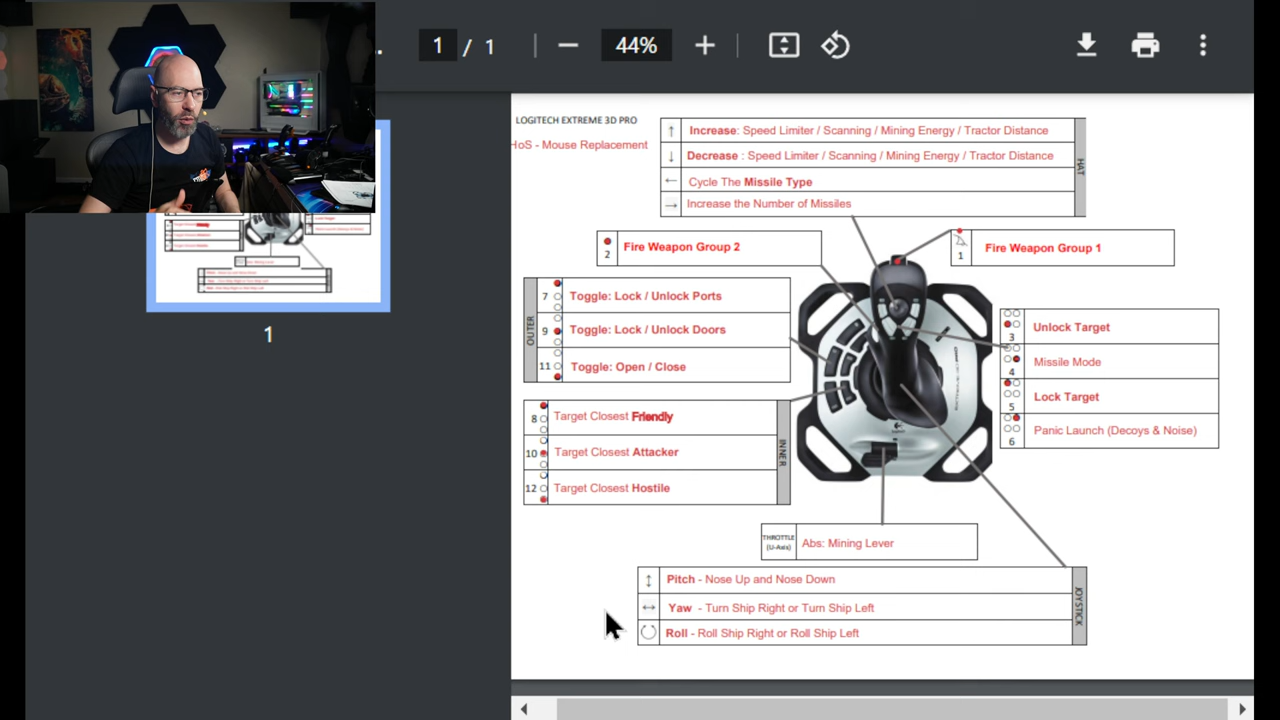 1 / 1
44%
LOGITECH EXTREME 3D PRO
HoS - Mouse Replacement
↑ Increase: Speed Limiter / Scanning / Mining Energy / Tractor Distance
↓ Decrease : Speed Limiter / Scanning / Mining Energy / Tractor Distance
← Cycle The Missile Type
→ Increase the Number of Missiles
HAT
2 Fire Weapon Group 2
1 Fire Weapon Group 1
OUTER
7 Toggle: Lock / Unlock Ports
9 Toggle: Lock / Unlock Doors
11 Toggle: Open / Close
3 Unlock Target
4 Missile Mode
5 Lock Target
6 Panic Launch (Decoys & Noise)
8 Target Closest Friendly
10 Target Closest Attacker
12 Target Closest Hostile
INNER
THROTTLE
(U-Axis)
Abs: Mining Lever
↕ Pitch - Nose Up and Nose Down
↔ Yaw - Turn Ship Right or Turn Ship Left
Roll - Roll Ship Right or Roll Ship Left
JOYSTICK
1